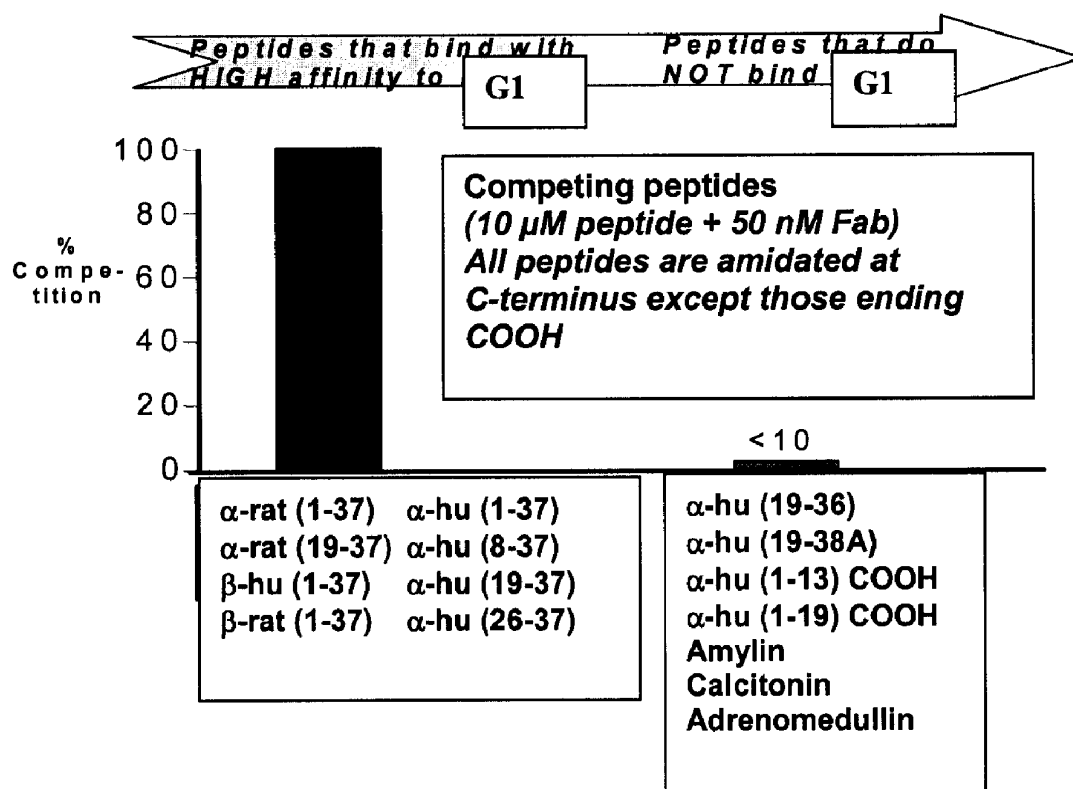 Peptides that bind with
HIGH affinity to G1
Peptides that do
NOT bind G1
100
80
60
40
20
0
%
Compe-
tition
Competing peptides
(10 µM peptide + 50 nM Fab)
All peptides are amidated at
C-terminus except those ending
COOH
<10
α-rat (1-37) α-hu (1-37)
α-rat (19-37) α-hu (8-37)
β-hu (1-37) α-hu (19-37)
β-rat (1-37) α-hu (26-37)
α-hu (19-36)
α-hu (19-38A)
α-hu (1-13) COOH
α-hu (1-19) COOH
Amylin
Calcitonin
Adrenomedullin